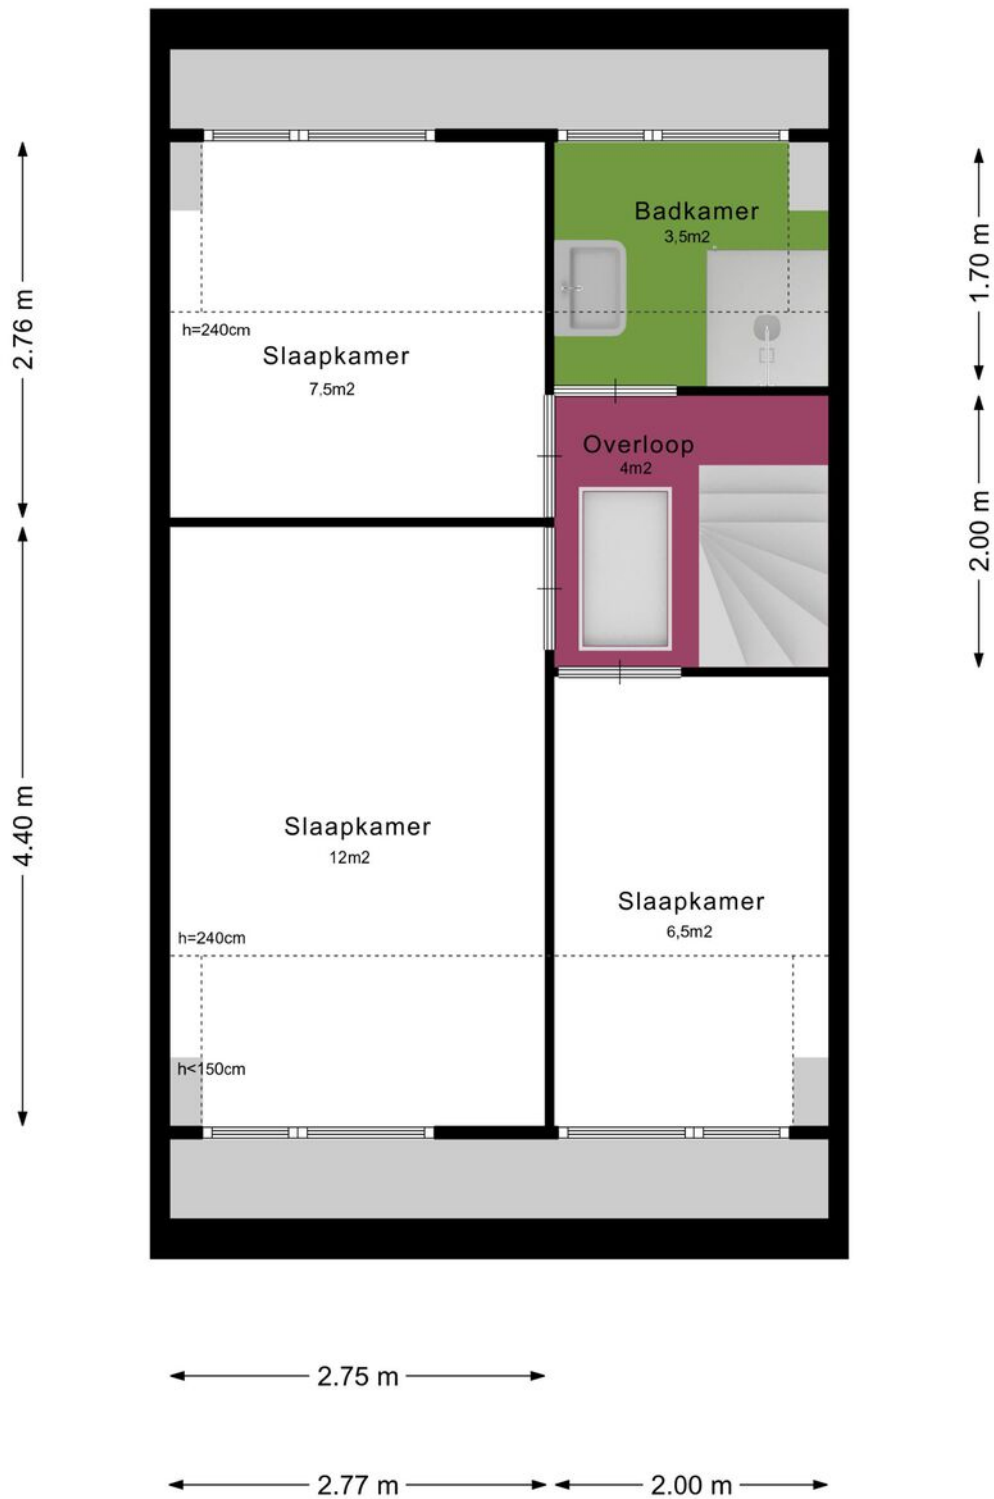 Badkamer
3,5m2
1.70 m
2.76 m
h=240cm
Slaapkamer
7,5m2
Overloop
4m2
2.00 m
4.40 m
Slaapkamer
12m2
Slaapkamer
6,5m2
h=240cm
h<150cm
2.75 m
2.77 m
2.00 m